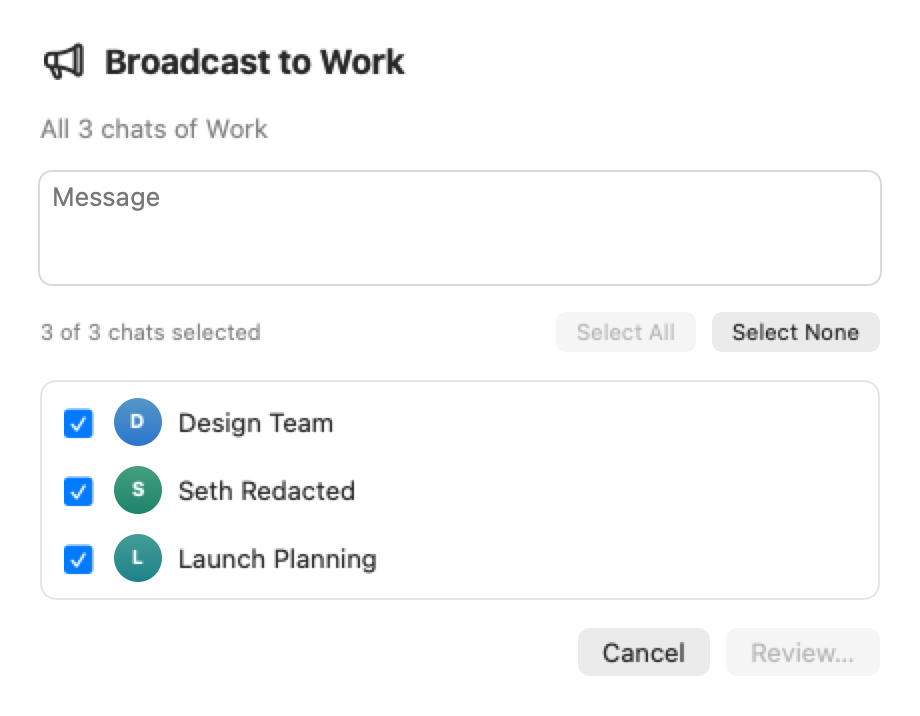 Broadcast to Work
All 3 chats of Work
Message
3 of 3 chats selected
Select All
Select None
D
Design Team
S
Seth Redacted
L
Launch Planning
Cancel
Review...